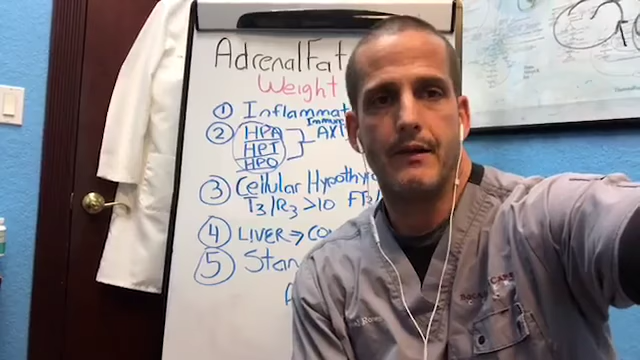 AdrenalFat
Weight
① Inflammat
Immun
② HPA AXI
HPT
HPO
③ Cellular Hypothyr
T3/R3 >10 FT3/
④ LIVER → CO
⑤ Stan